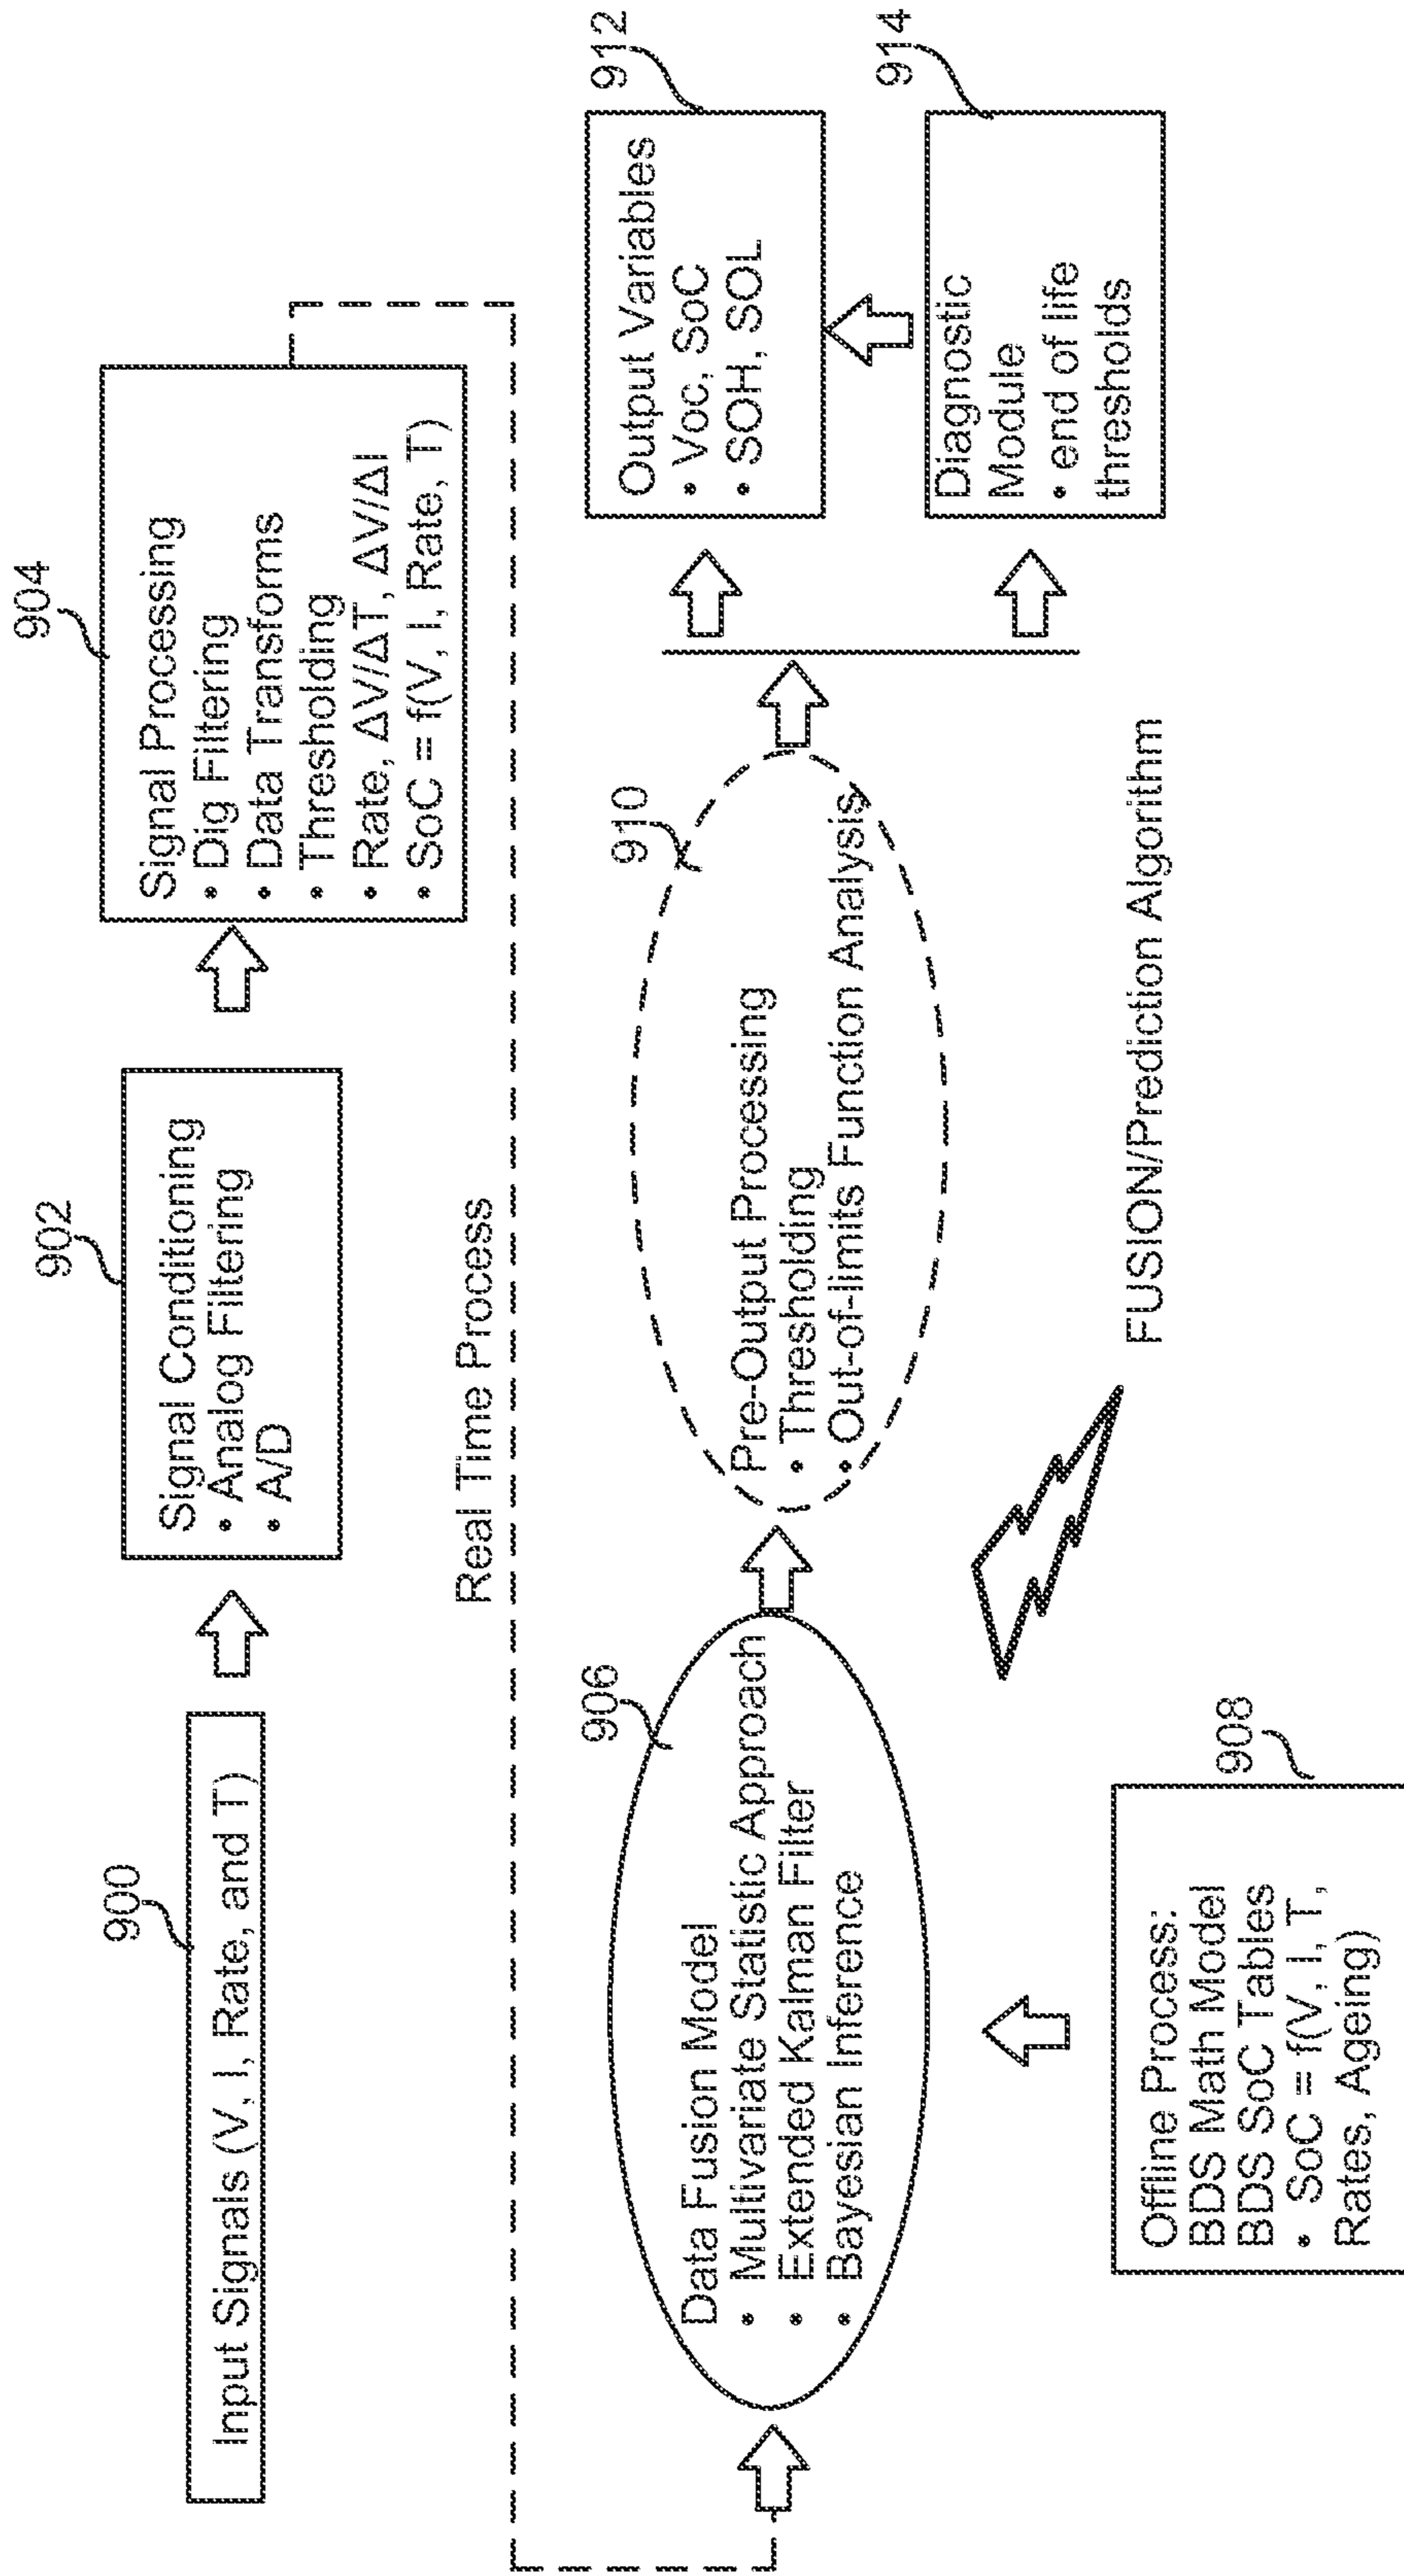 900
Input Signals (V, I, Rate, and T)
902
Signal Conditioning
• Analog Filtering
• A/D
904
Signal Processing
• Dig Filtering
• Data Transforms
• Thresholding
• Rate, ΔV/ΔT, ΔV/ΔI
• SoC = f(V, I, Rate, T)
Real Time Process
906
Data Fusion Model
• Multivariate Statistic Approach
• Extended Kalman Filter
• Bayesian Inference
908
Offline Process:
BDS Math Model
BDS SoC Tables
• SoC = f(V, I, T,
Rates, Ageing)
910
Pre-Output Processing
• Thresholding
• Out-of-limits Function Analysis
FUSION/Prediction Algorithm
912
Output Variables
• Voc, SoC
• SOH, SOL
914
Diagnostic
Module
• end of life
thresholds